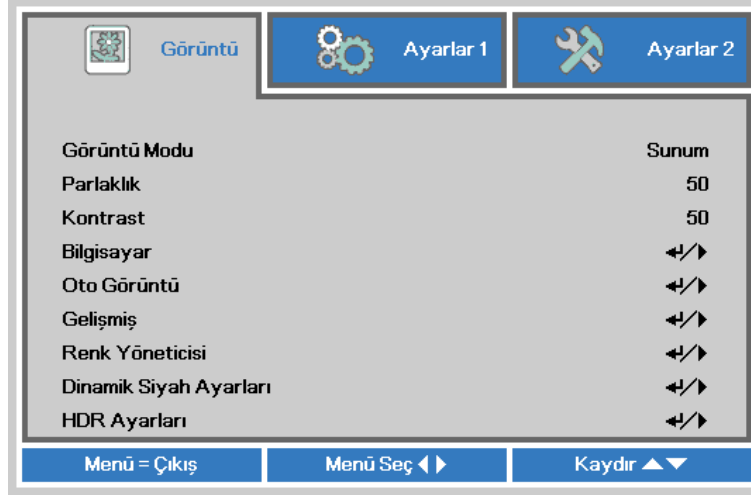 Görüntü Ayarlar 1 Ayarlar 2
Görüntü Modu Sunum
Parlaklık 50
Kontrast 50
Bilgisayar
Oto Görüntü
Gelişmiş
Renk Yöneticisi
Dinamik Siyah Ayarları
HDR Ayarları
Menü = Çıkış Menü Seç Kaydır